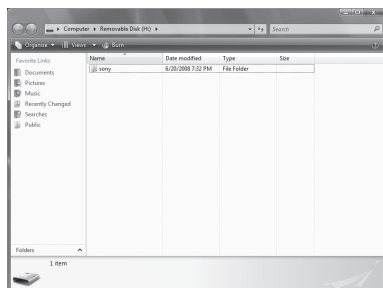 Computer ▸ Removable Disk (H:) ▸ Search
Organize Views Burn
Favorite Links
Documents
Pictures
Music
Recently Changed
Searches
Public
Folders
Name Date modified Type Size
sony 6/20/2008 7:32 PM File Folder
1 item